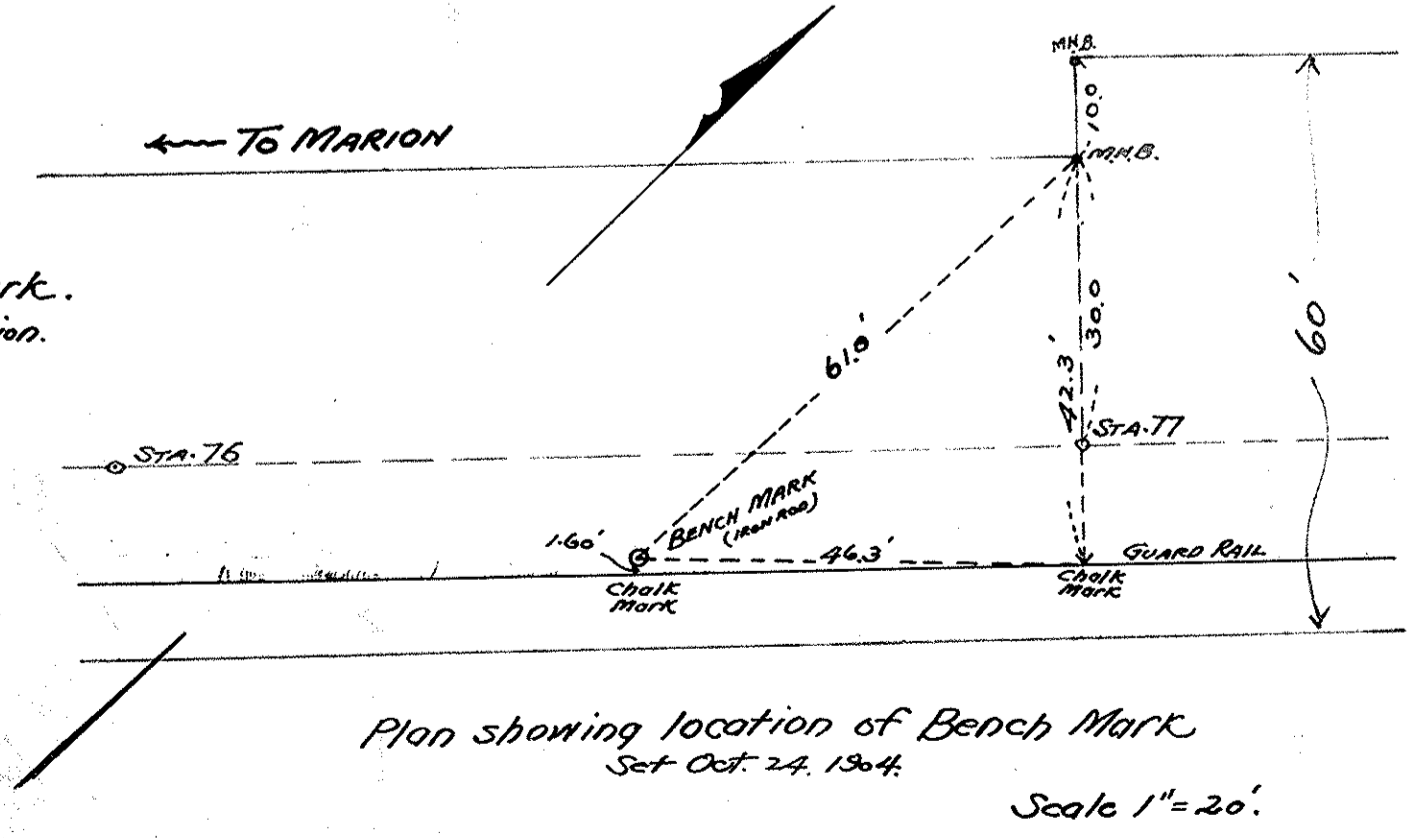 M.H.B.
10.0
← TO MARION
M.H.B.
rk.
ion.
61.0'
42.3'
30.0
60'
STA. 76
STA. 77
BENCH MARK
(IRON ROD)
1.60'
46.3'
GUARD RAIL
Chalk
Mark
Chalk
Mark
Plan showing location of Bench Mark
Set Oct. 24. 1904.
Scale 1"=20'.